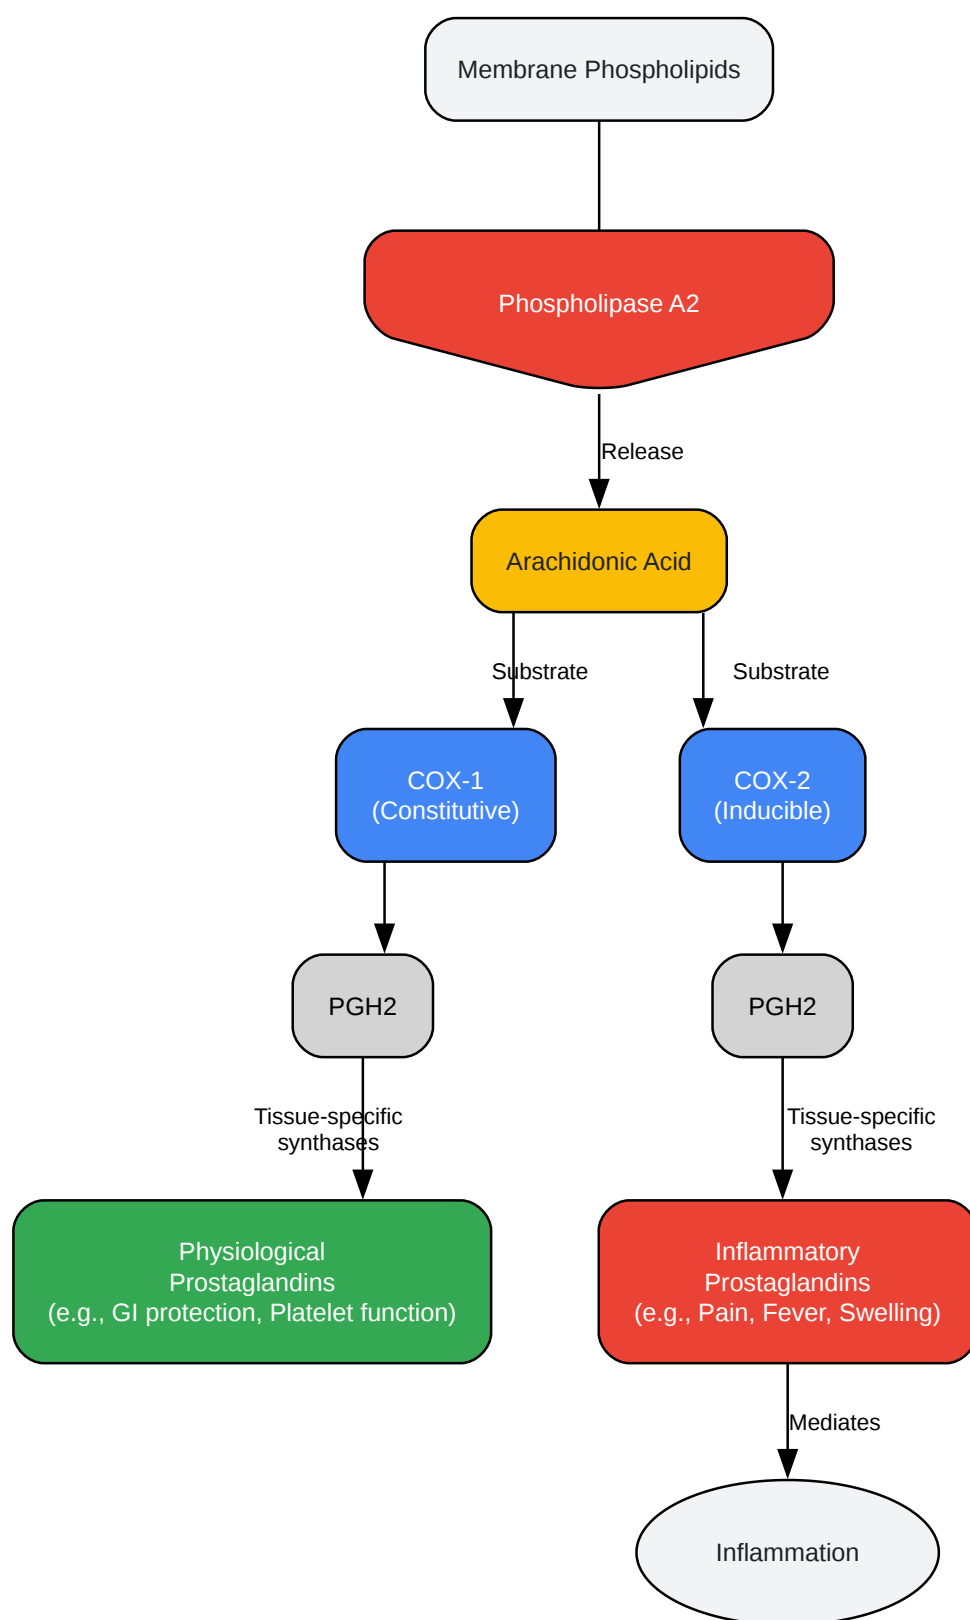 Membrane Phospholipids
Phospholipase A2
Release
Arachidonic Acid
Substrate
Substrate
COX-1
(Constitutive)
COX-2
(Inducible)
PGH2
PGH2
Tissue-specific
synthases
Tissue-specific
synthases
Physiological
Prostaglandins
(e.g., GI protection, Platelet function)
Inflammatory
Prostaglandins
(e.g., Pain, Fever, Swelling)
Mediates
Inflammation